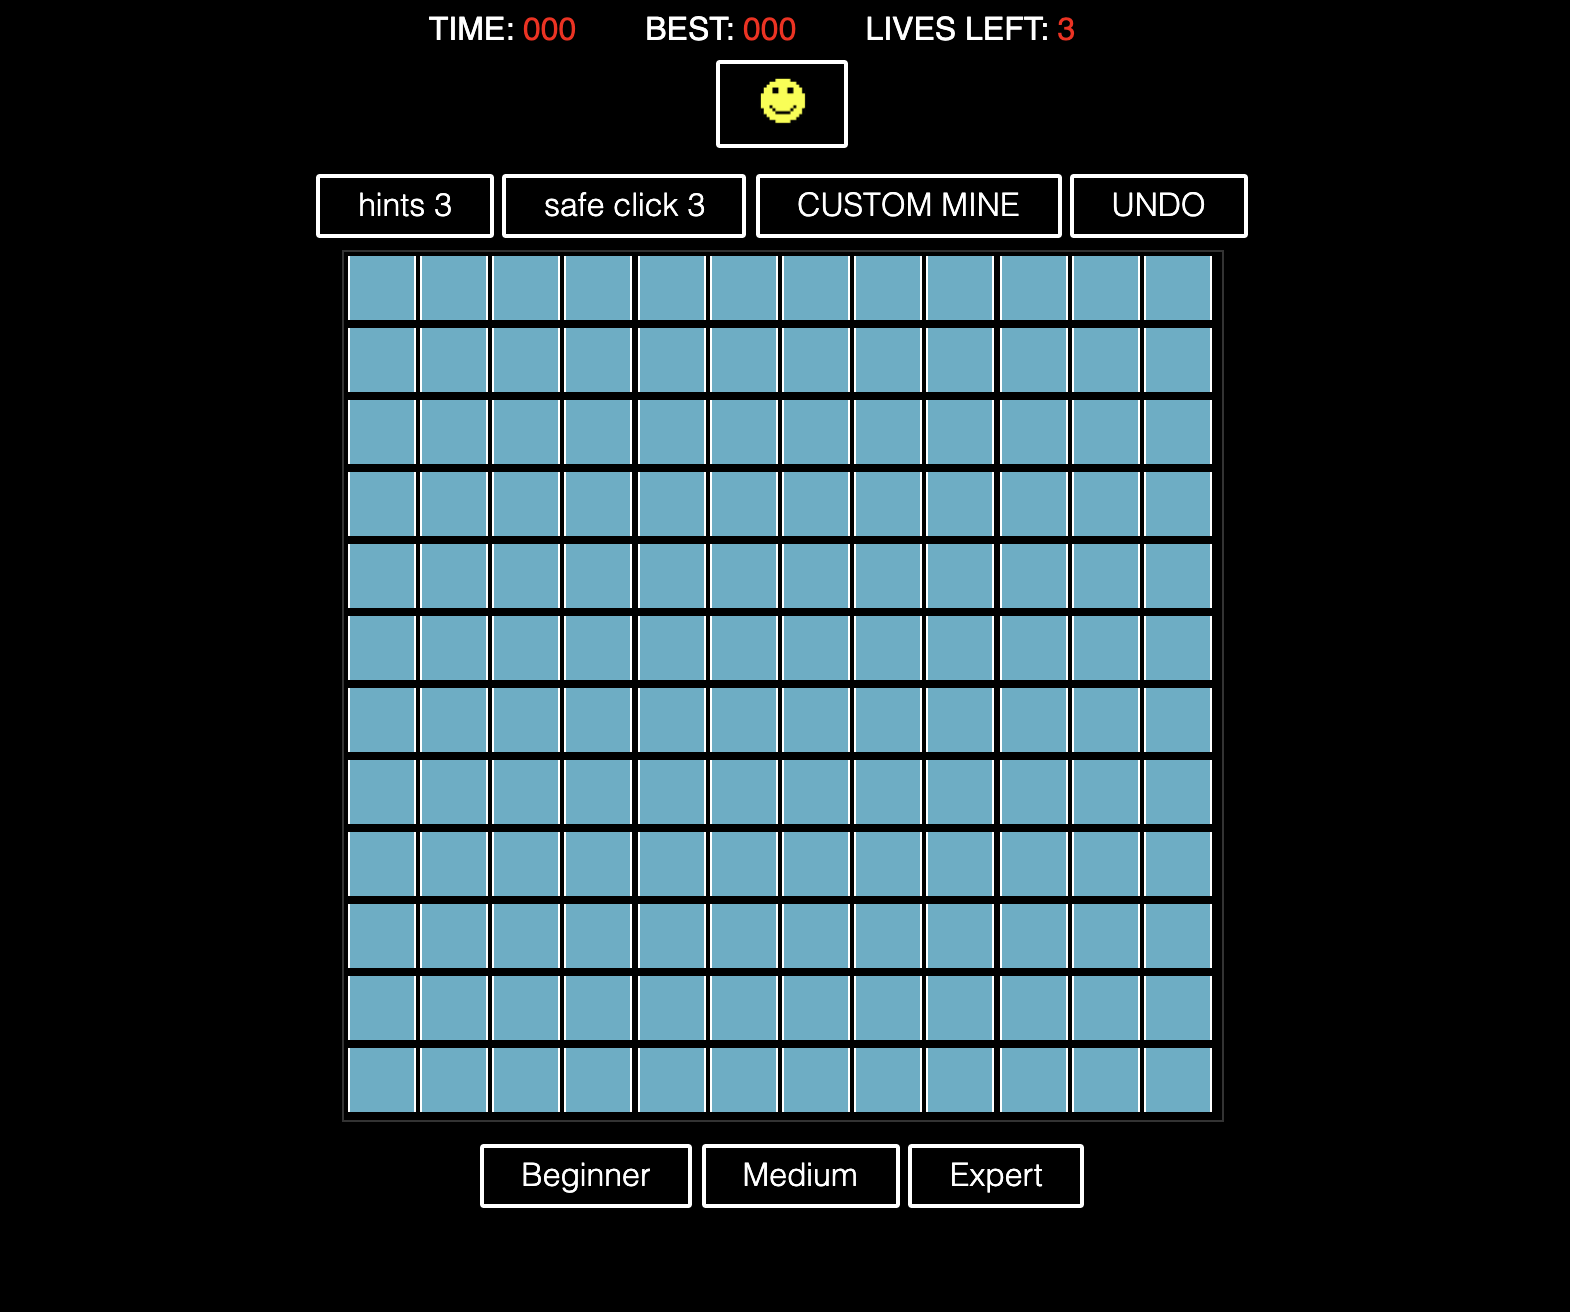 TIME: 000 BEST: 000 LIVES LEFT: 3
hints 3 safe click 3 CUSTOM MINE UNDO
Beginner Medium Expert